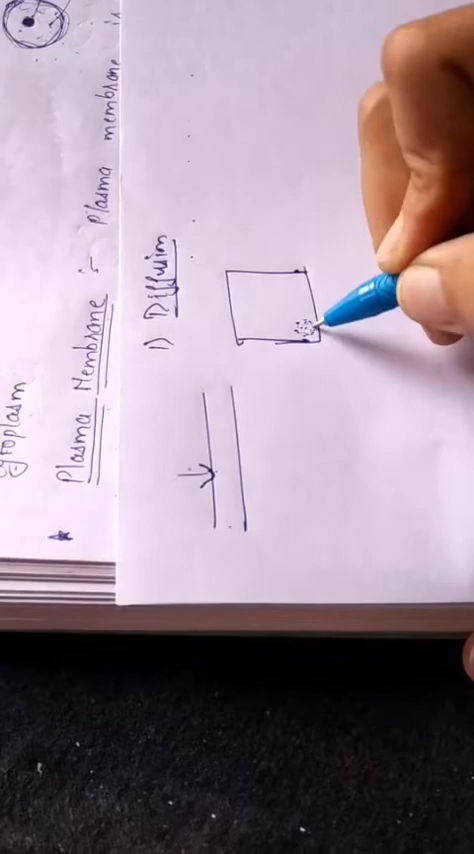 Cytoplasm
★ Plasma Membrane :- Plasma membrane is
1) Diffusion